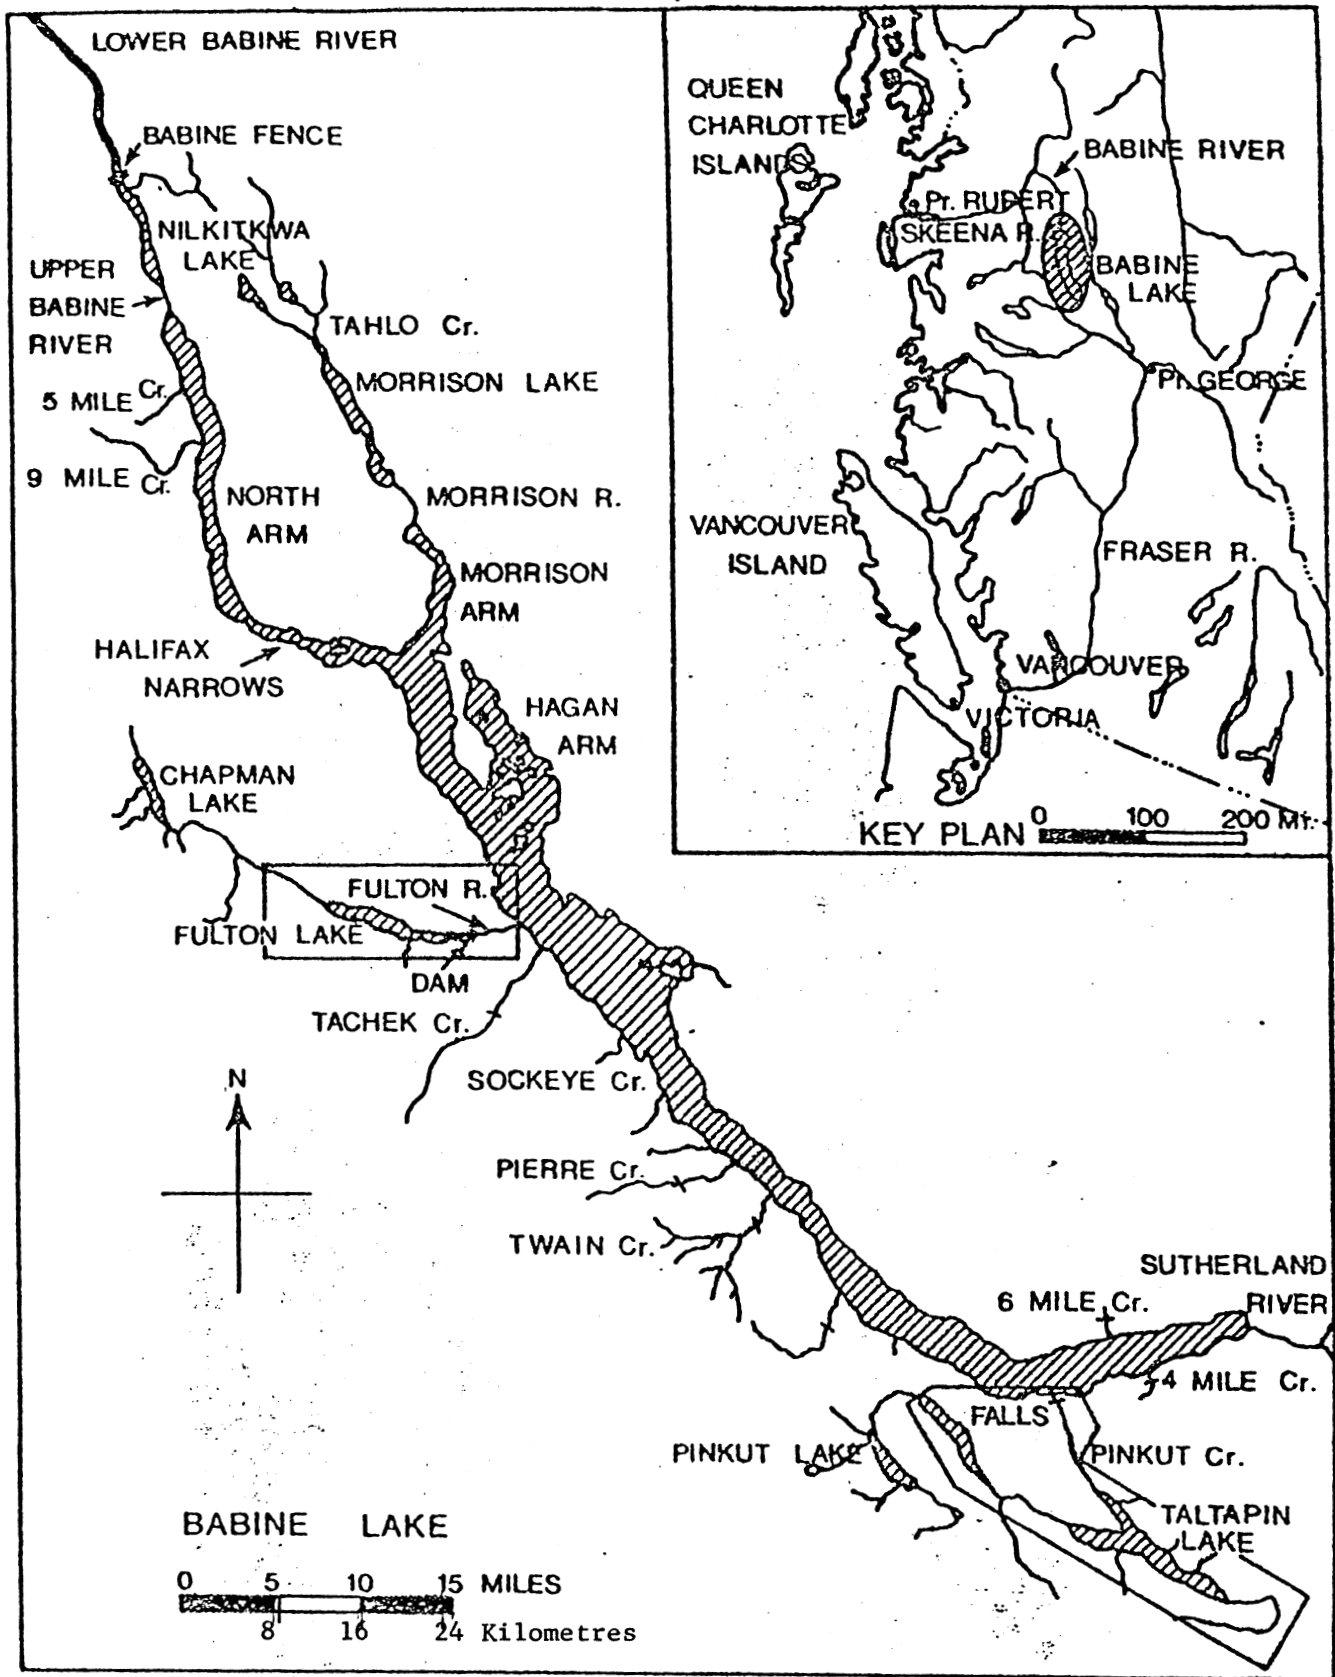 LOWER BABINE RIVER
BABINE FENCE
NILKITKWA
LAKE
UPPER
BABINE
RIVER
TAHLO Cr.
MORRISON LAKE
5 MILE Cr.
9 MILE Cr.
NORTH
ARM
MORRISON R.
MORRISON
ARM
HALIFAX
NARROWS
HAGAN
ARM
CHAPMAN
LAKE
FULTON R.
FULTON LAKE
DAM
TACHEK Cr.
SOCKEYE Cr.
N
PIERRE Cr.
TWAIN Cr.
SUTHERLAND
RIVER
6 MILE Cr.
4 MILE Cr.
FALLS
PINKUT LAKE
PINKUT Cr.
TALTAPIN
LAKE
BABINE LAKE
0 5 10 15 MILES
8 16 24 Kilometres
QUEEN
CHARLOTTE
ISLANDS
BABINE RIVER
Pr. RUPERT
SKEENA R.
BABINE
LAKE
Pr. GEORGE
VANCOUVER
ISLAND
FRASER R.
VANCOUVER
VICTORIA
KEY PLAN
0 100 200 Mi.